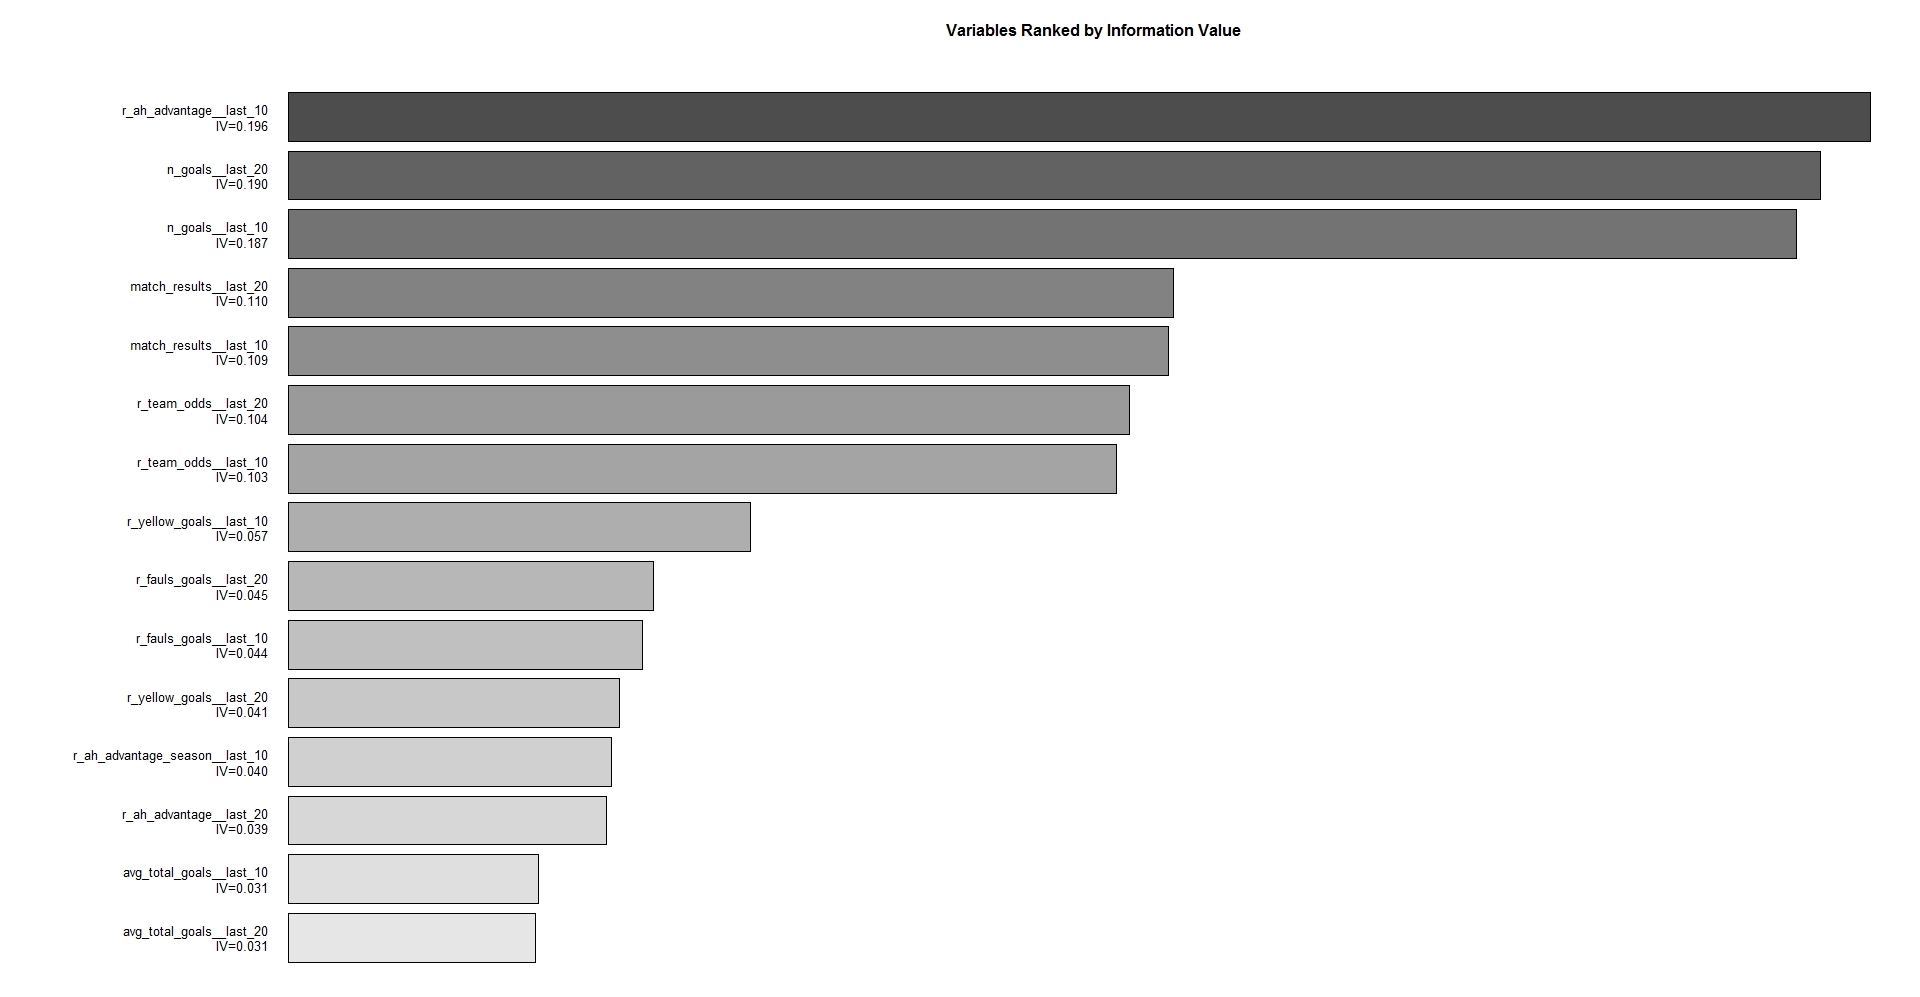 Variables Ranked by Information Value
r_ah_advantage__last_10
IV=0.196
n_goals__last_20
IV=0.190
n_goals__last_10
IV=0.187
match_results__last_20
IV=0.110
match_results__last_10
IV=0.109
r_team_odds__last_20
IV=0.104
r_team_odds__last_10
IV=0.103
r_yellow_goals__last_10
IV=0.057
r_fauls_goals__last_20
IV=0.045
r_fauls_goals__last_10
IV=0.044
r_yellow_goals__last_20
IV=0.041
r_ah_advantage_season__last_10
IV=0.040
r_ah_advantage__last_20
IV=0.039
avg_total_goals__last_10
IV=0.031
avg_total_goals__last_20
IV=0.031